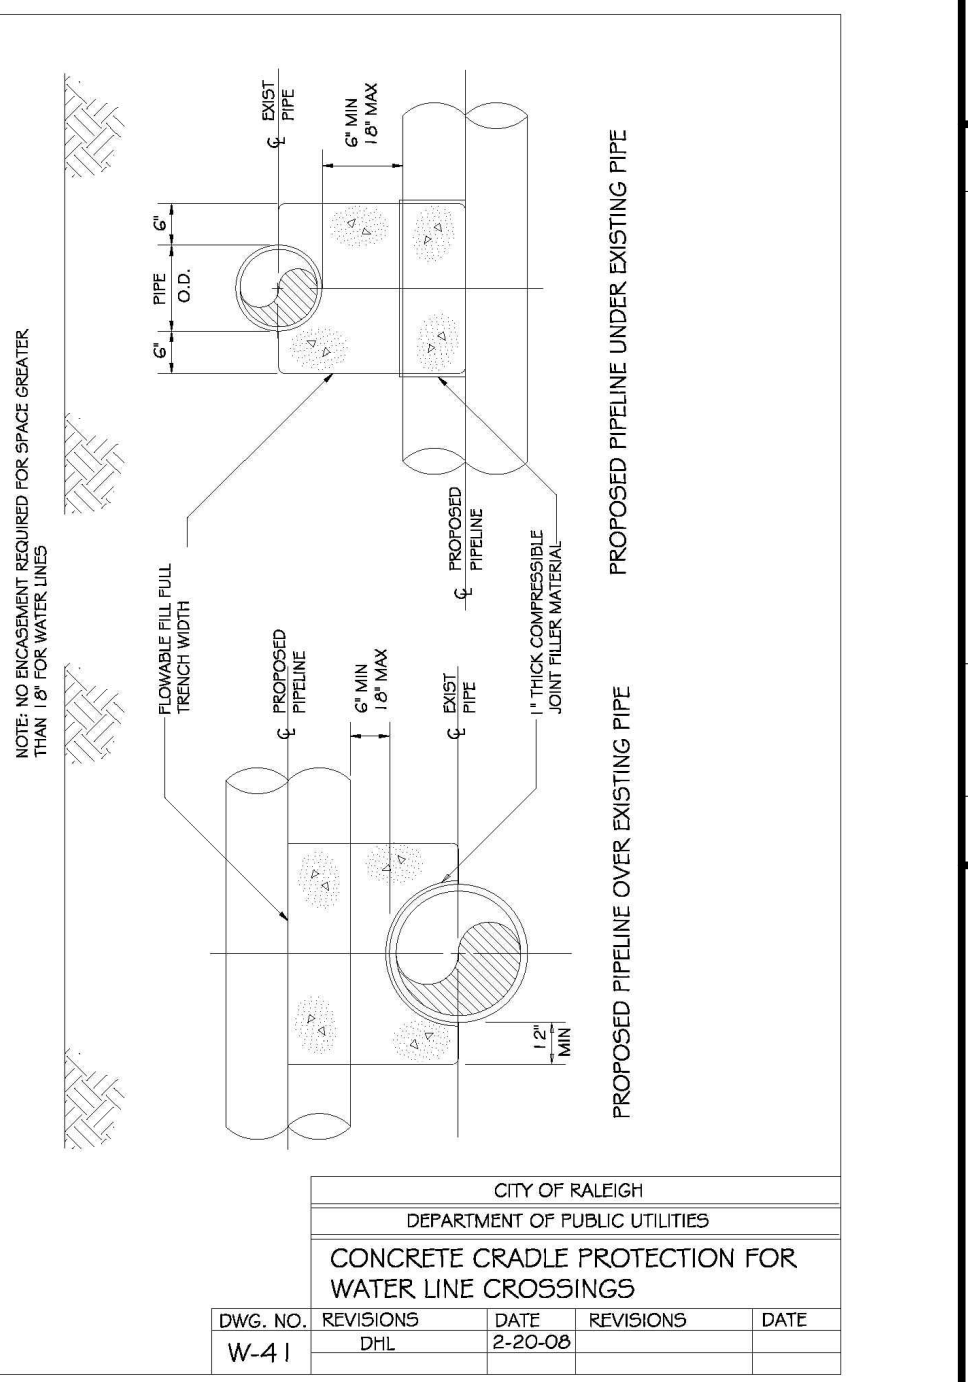 NOTE: NO ENCASEMENT REQUIRED FOR SPACE GREATER
THAN 18" FOR WATER LINES
FLOWABLE FILL FULL
TRENCH WIDTH
℄ PROPOSED
PIPELINE
6" MIN
18" MAX
℄ EXIST
PIPE
1" THICK COMPRESSIBLE
JOINT FILLER MATERIAL
12"
MIN
PROPOSED PIPELINE OVER EXISTING PIPE
6"
PIPE
O.D.
6"
℄ EXIST
PIPE
6" MIN
18" MAX
℄ PROPOSED
PIPELINE
PROPOSED PIPELINE UNDER EXISTING PIPE
CITY OF RALEIGH
DEPARTMENT OF PUBLIC UTILITIES
CONCRETE CRADLE PROTECTION FOR
WATER LINE CROSSINGS
DWG. NO. REVISIONS DATE REVISIONS DATE
W-41 DHL 2-20-08